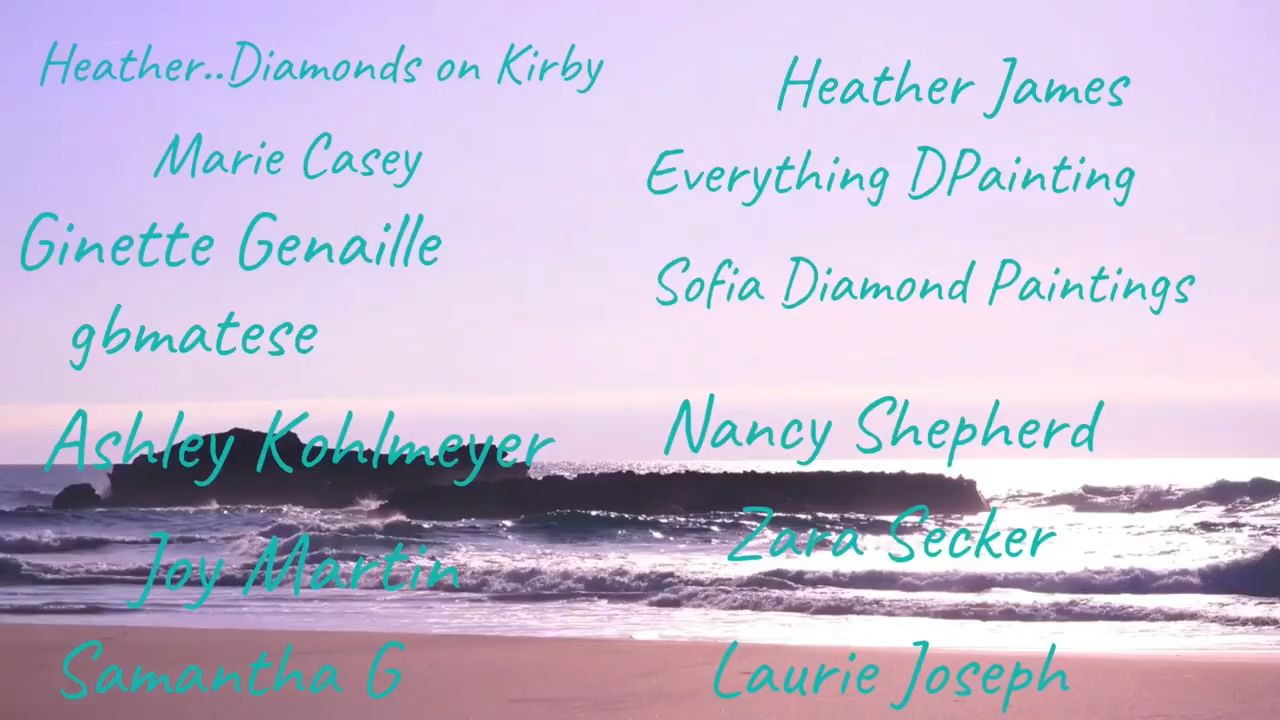 Heather..Diamonds on Kirby
Marie Casey
Ginette Genaille
gbmatese
Ashley Kohlmeyer
Joy Martin
Samantha G
Heather James
Everything DPainting
Sofia Diamond Paintings
Nancy Shepherd
Zara Secker
Laurie Joseph